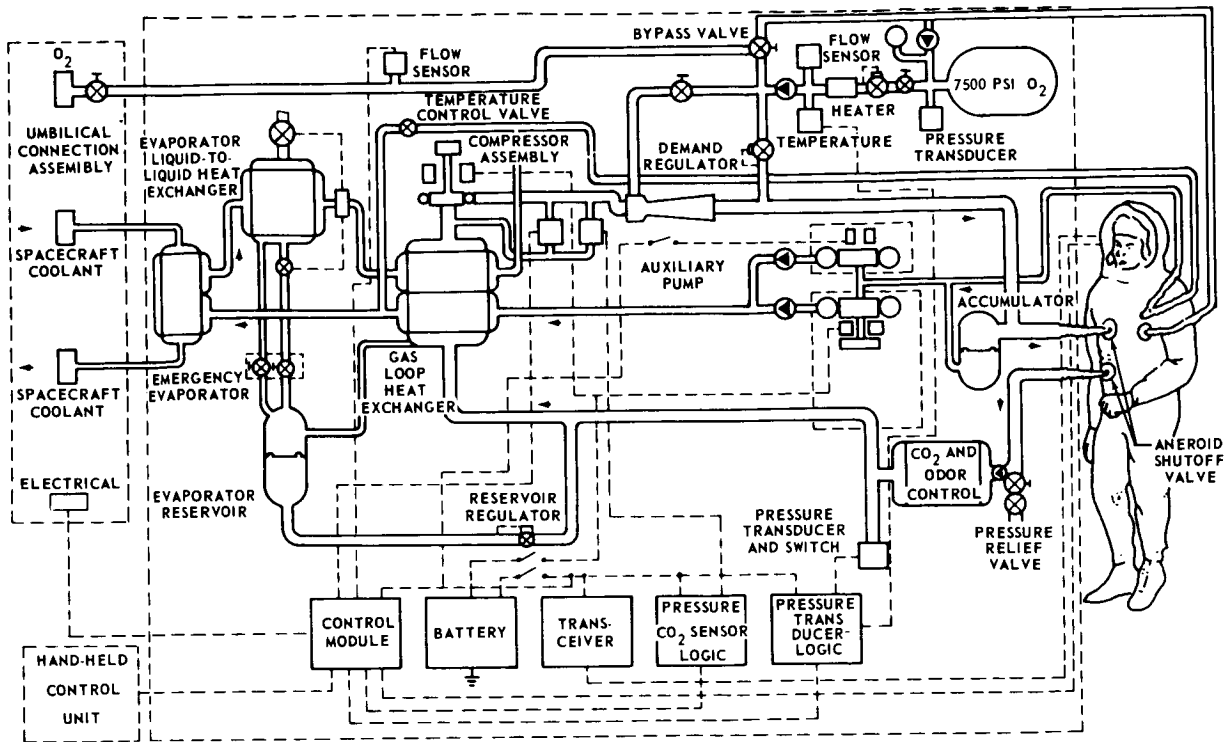 O2
UMBILICAL
CONNECTION
ASSEMBLY
SPACECRAFT
COOLANT
SPACECRAFT
COOLANT
ELECTRICAL
HAND-HELD
CONTROL
UNIT
EVAPORATOR
LIQUID-TO-
LIQUID HEAT
EXCHANGER
EMERGENCY
EVAPORATOR
EVAPORATOR
RESERVOIR
FLOW
SENSOR
TEMPERATURE
CONTROL VALVE
COMPRESSOR
ASSEMBLY
GAS
LOOP
HEAT
EXCHANGER
RESERVOIR
REGULATOR
BYPASS VALVE
FLOW
SENSOR
HEATER
TEMPERATURE
7500 PSI O2
PRESSURE
TRANSDUCER
DEMAND
REGULATOR
AUXILIARY
PUMP
ACCUMULATOR
CO2 AND
ODOR
CONTROL
ANEROID
SHUTOFF
VALVE
PRESSURE
RELIEF
VALVE
PRESSURE
TRANSDUCER
AND SWITCH
CONTROL
MODULE
BATTERY
TRANS-
CEIVER
PRESSURE
CO2 SENSOR
LOGIC
PRESSURE
TRANS
DUCER-
LOGIC